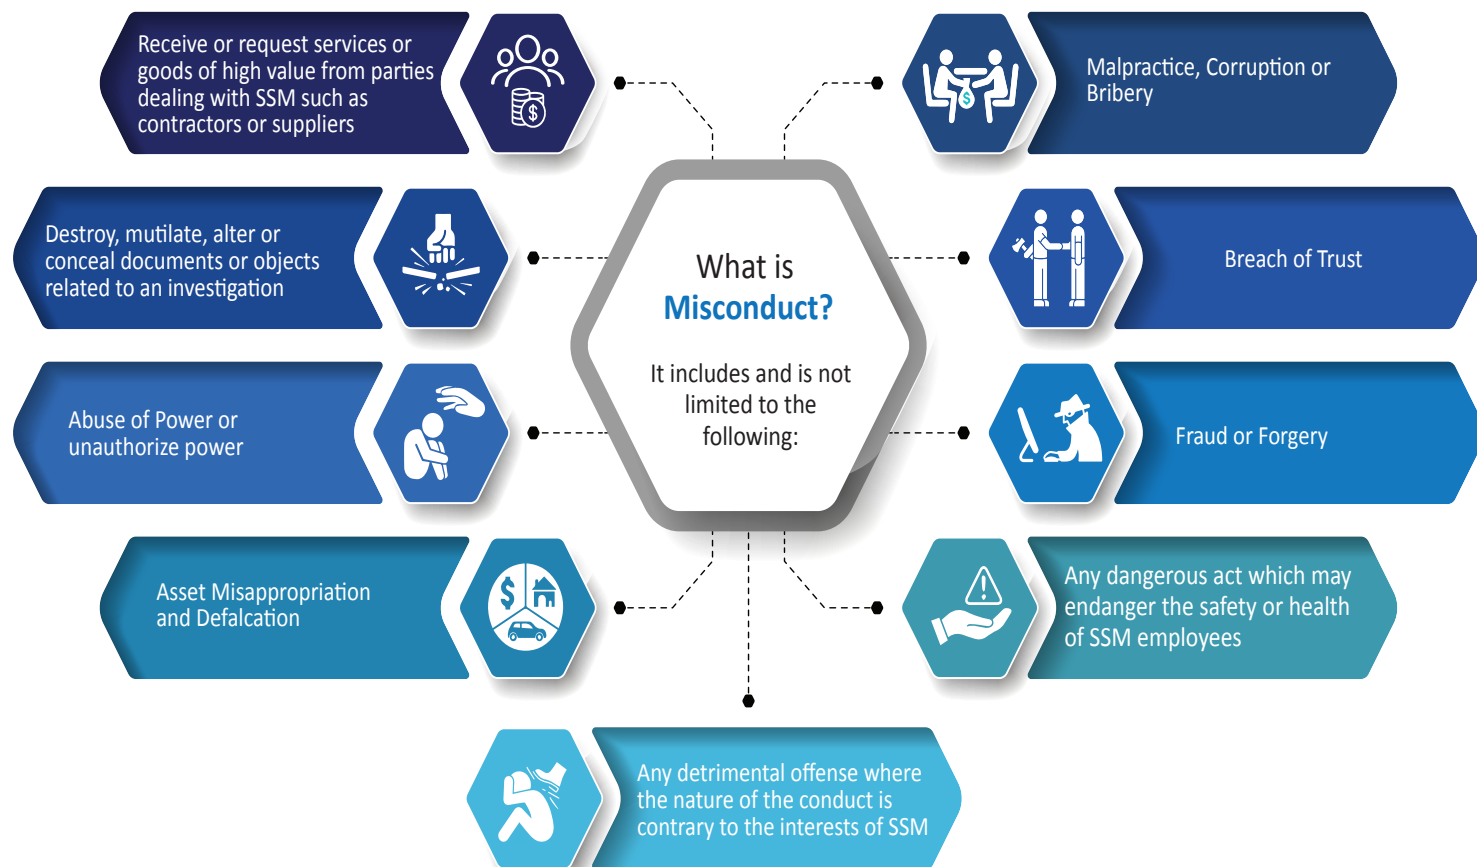 What is
Misconduct?
It includes and is not
limited to the
following:
Receive or request services or
goods of high value from parties
dealing with SSM such as
contractors or suppliers
Destroy, mutilate, alter or
conceal documents or objects
related to an investigation
Abuse of Power or
unauthorize power
Asset Misappropriation
and Defalcation
Malpractice, Corruption or
Bribery
Breach of Trust
Fraud or Forgery
Any dangerous act which may
endanger the safety or health
of SSM employees
Any detrimental offense where
the nature of the conduct is
contrary to the interests of SSM